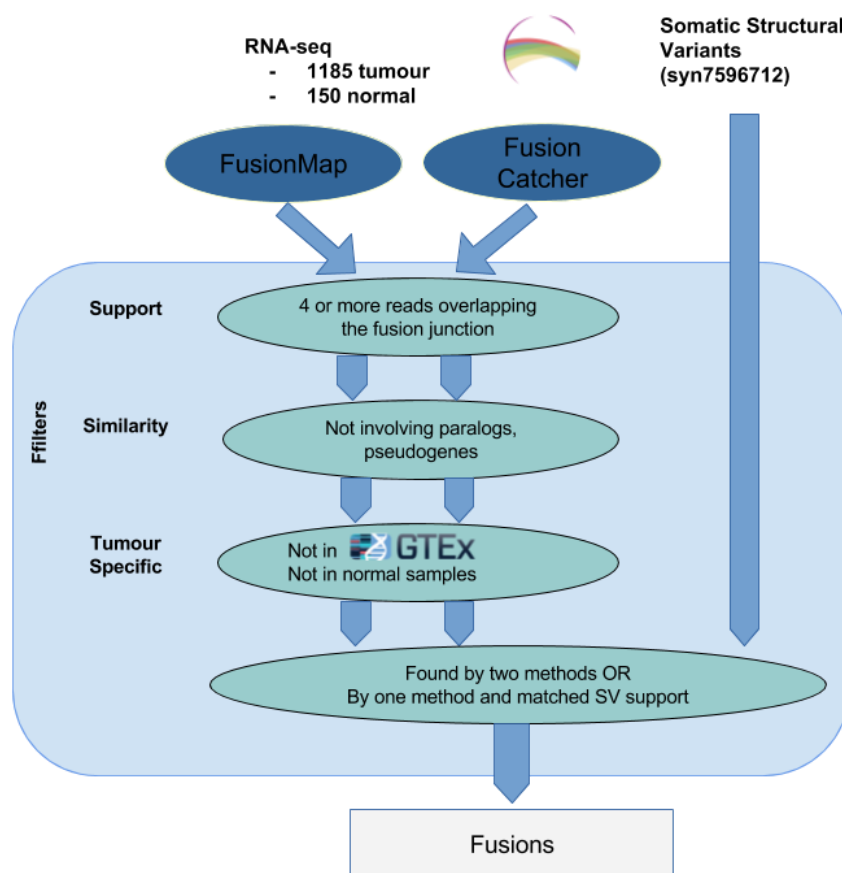 RNA-seq
- 1185 tumour
- 150 normal
Somatic Structural
Variants
(syn7596712)
FusionMap
Fusion
Catcher
Ffilters
Support
4 or more reads overlapping
the fusion junction
Similarity
Not involving paralogs,
pseudogenes
Tumour
Specific
Not in GTEx
Not in normal samples
Found by two methods OR
By one method and matched SV support
Fusions